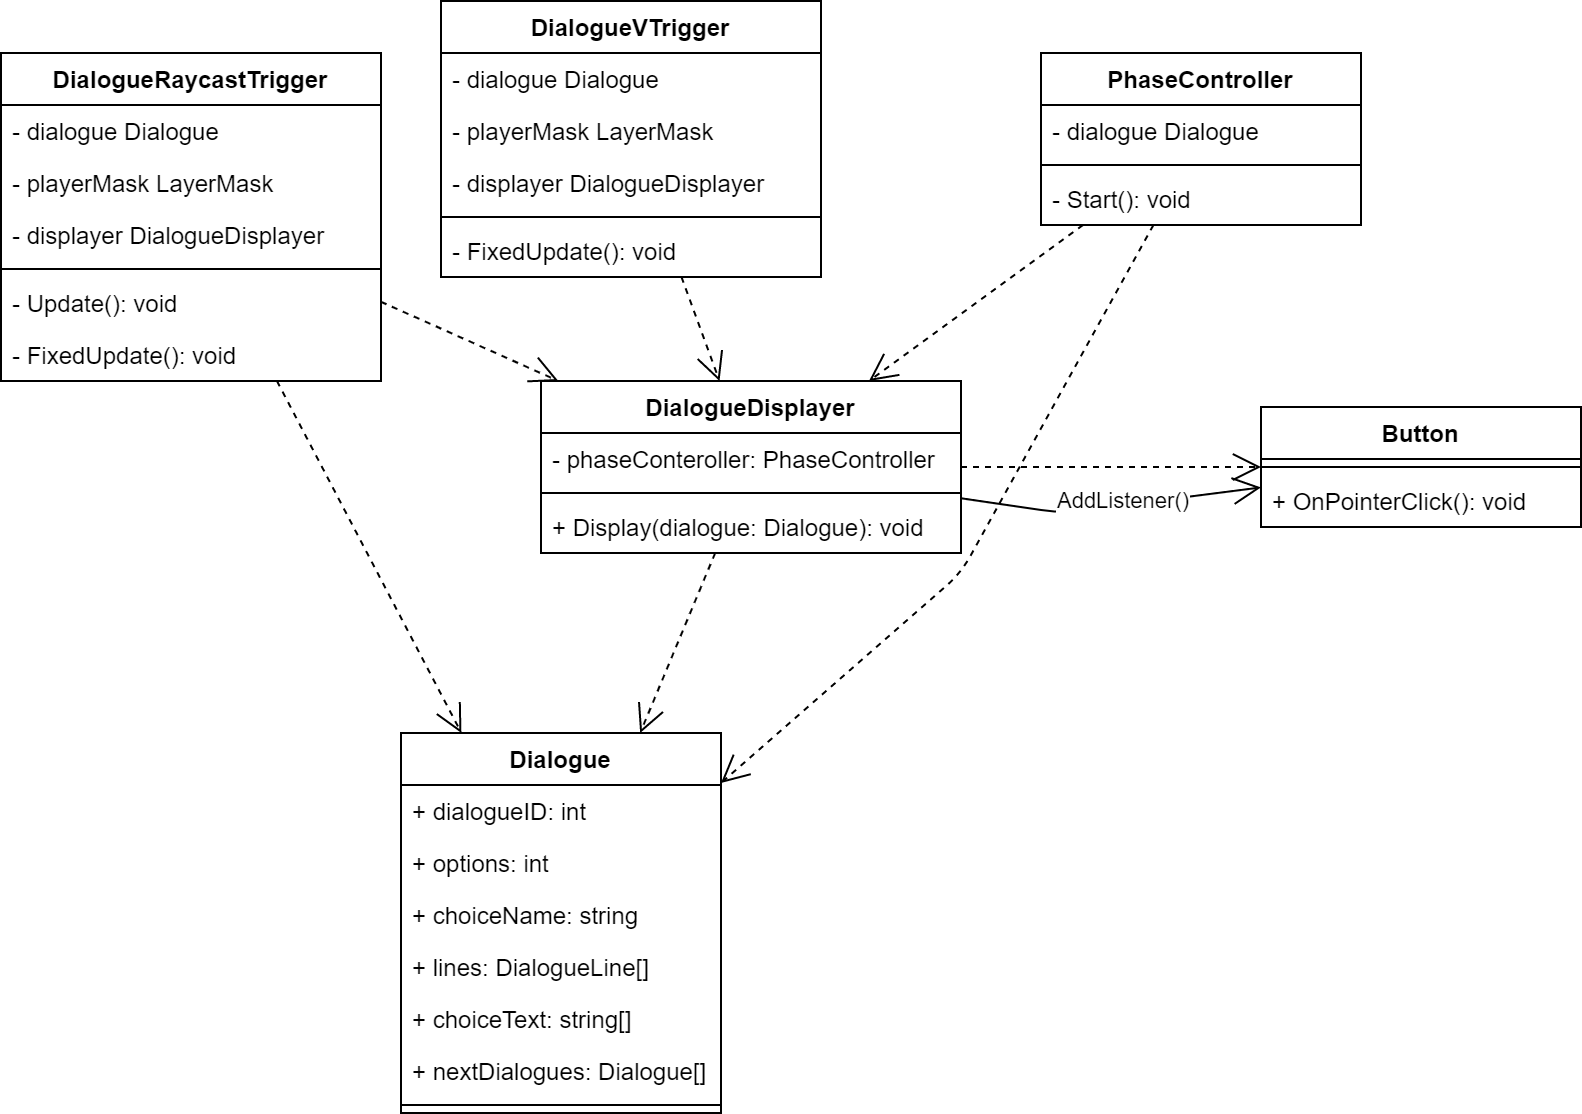 DialogueVTrigger
- dialogue Dialogue
- playerMask LayerMask
- displayer DialogueDisplayer
- FixedUpdate(): void
DialogueRaycastTrigger
- dialogue Dialogue
- playerMask LayerMask
- displayer DialogueDisplayer
- Update(): void
- FixedUpdate(): void
PhaseController
- dialogue Dialogue
- Start(): void
DialogueDisplayer
- phaseConteroller: PhaseController
+ Display(dialogue: Dialogue): void
AddListener()
Button
+ OnPointerClick(): void
Dialogue
+ dialogueID: int
+ options: int
+ choiceName: string
+ lines: DialogueLine[]
+ choiceText: string[]
+ nextDialogues: Dialogue[]